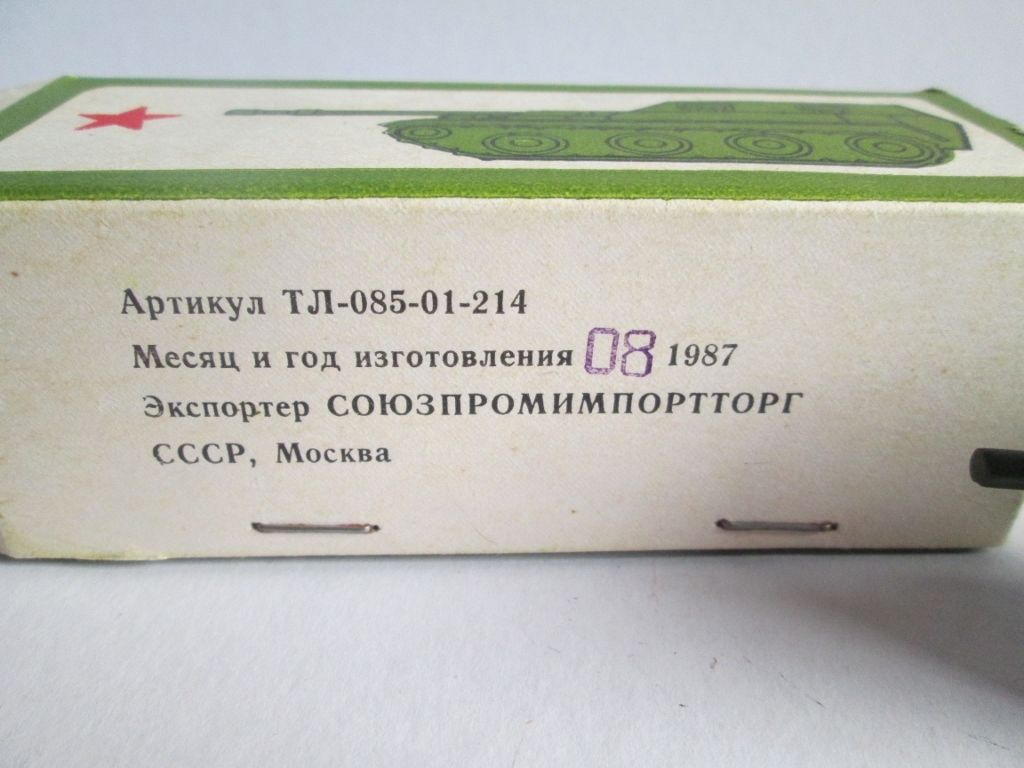 Артикул ТЛ-085-01-214
Месяц и год изготовления 08 1987
Экспортер СОЮЗПРОМИМПОРТТОРГ
СССР, Москва